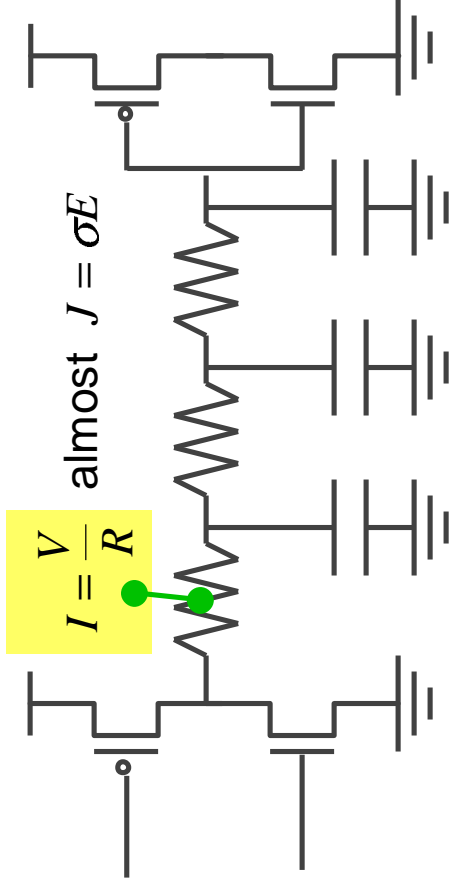 I = V/R
almost J = σE